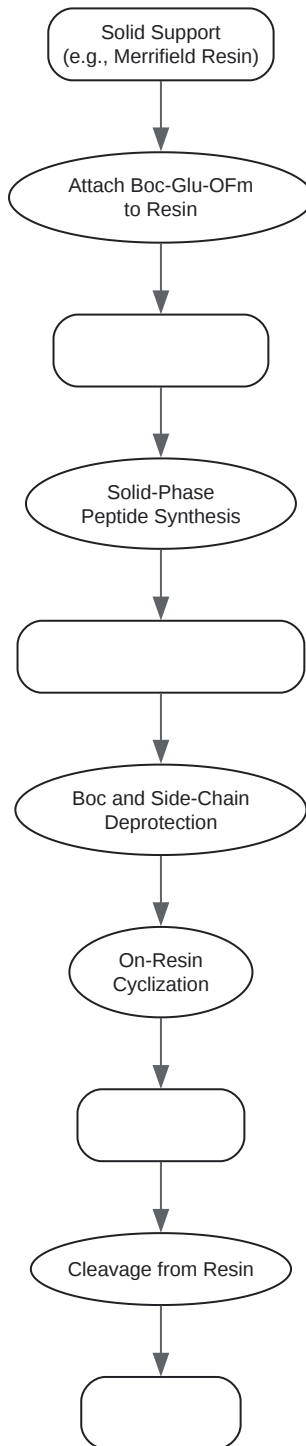 Solid Support
(e.g., Merrifield Resin)
Attach Boc-Glu-OFm
to Resin
Solid-Phase
Peptide Synthesis
Boc and Side-Chain
Deprotection
On-Resin
Cyclization
Cleavage from Resin